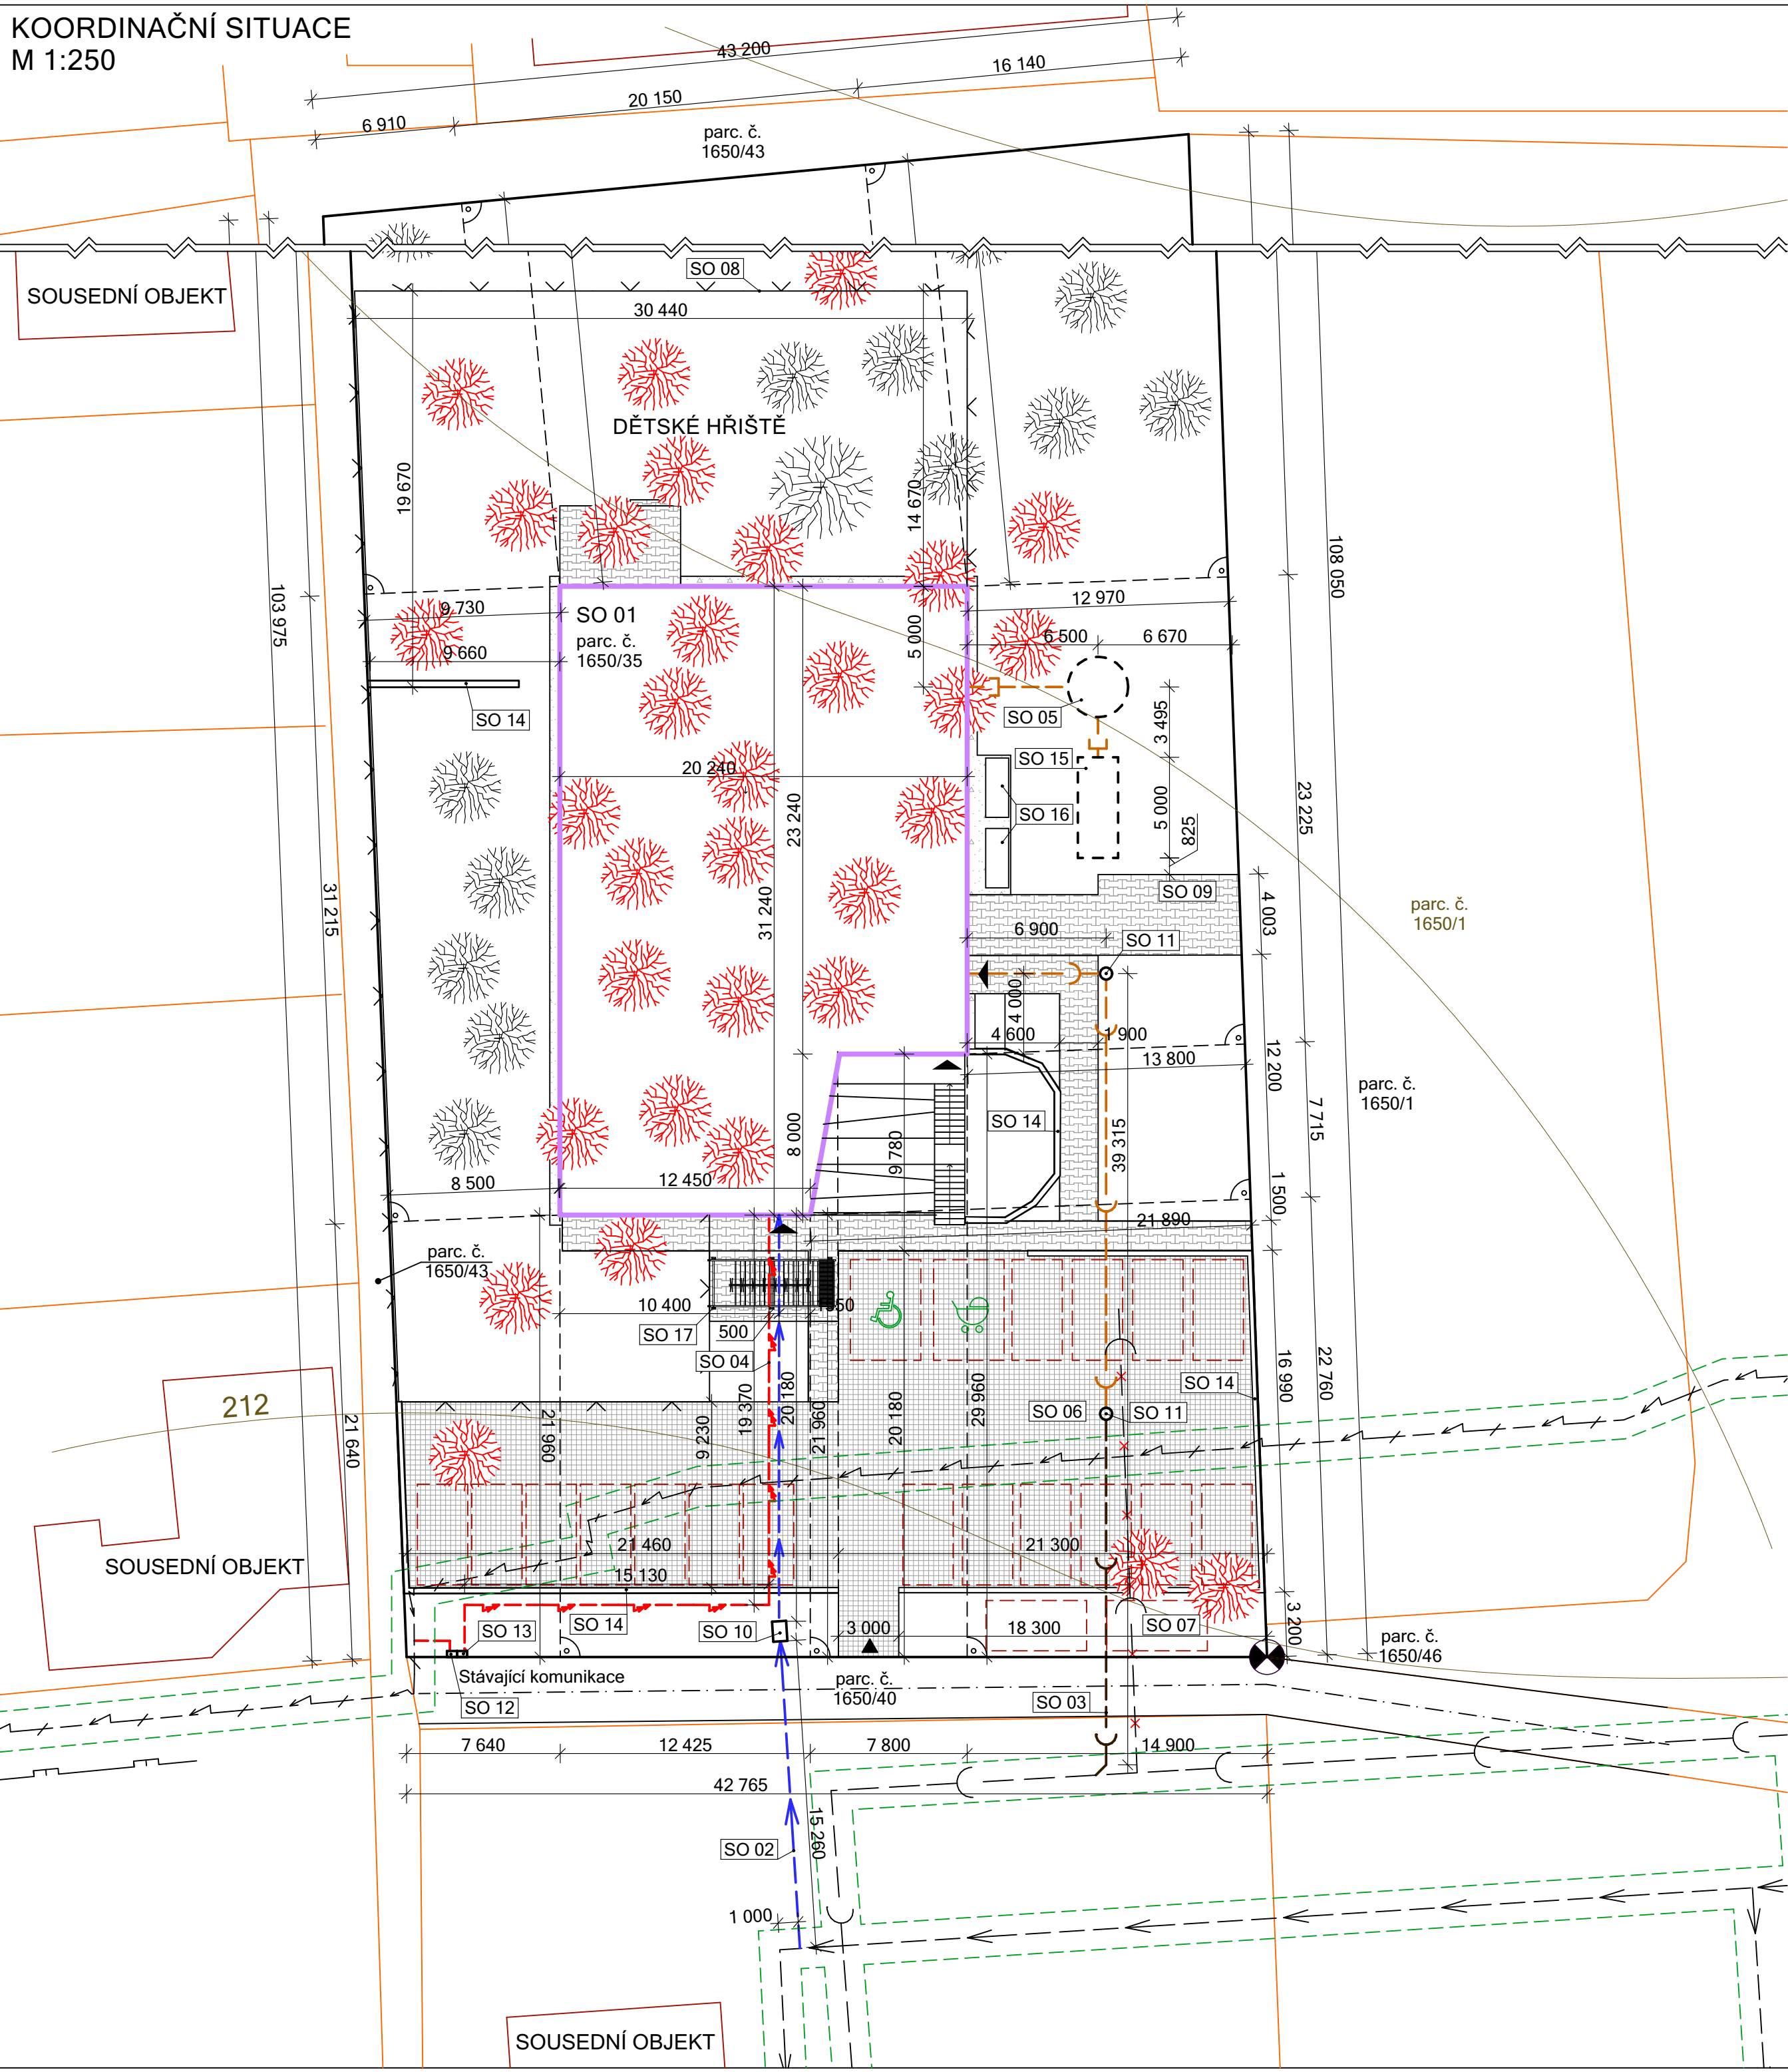 KOORDINAČNÍ SITUACE
M 1:250
43 200
16 140
20 150
6 910
parc. č.
1650/43
SO 08
SOUSEDNÍ OBJEKT
30 440
DĚTSKÉ HŘIŠTĚ
19 670
14 670
108 050
103 975
9 730
SO 01
12 970
parc. č.
1650/35
5 000
6 500
6 670
9 660
SO 14
SO 05
3 495
SO 15
20 240
SO 16
23 240
5 000
825
23 225
SO 09
31 215
31 240
4 003
parc. č.
1650/1
6 900
SO 11
4 000
4 600
1 900
13 800
12 200
parc. č.
1650/1
7 715
SO 14
39 315
8 000
9 780
8 500
12 450
1 500
21 890
parc. č.
1650/43
10 400
SO 17
500
SO 04
22 760
16 990
SO 14
212
19 370
20 180
21 960
20 180
29 960
SO 06
SO 11
21 640
21 960
9 230
21 460
21 300
SOUSEDNÍ OBJEKT
15 130
SO 13
SO 14
SO 10
3 000
18 300
SO 07
3 200
parc. č.
1650/46
Stávající komunikace
parc. č.
1650/40
SO 12
SO 03
7 640
12 425
7 800
14 900
42 765
15 260
SO 02
1 000
SOUSEDNÍ OBJEKT